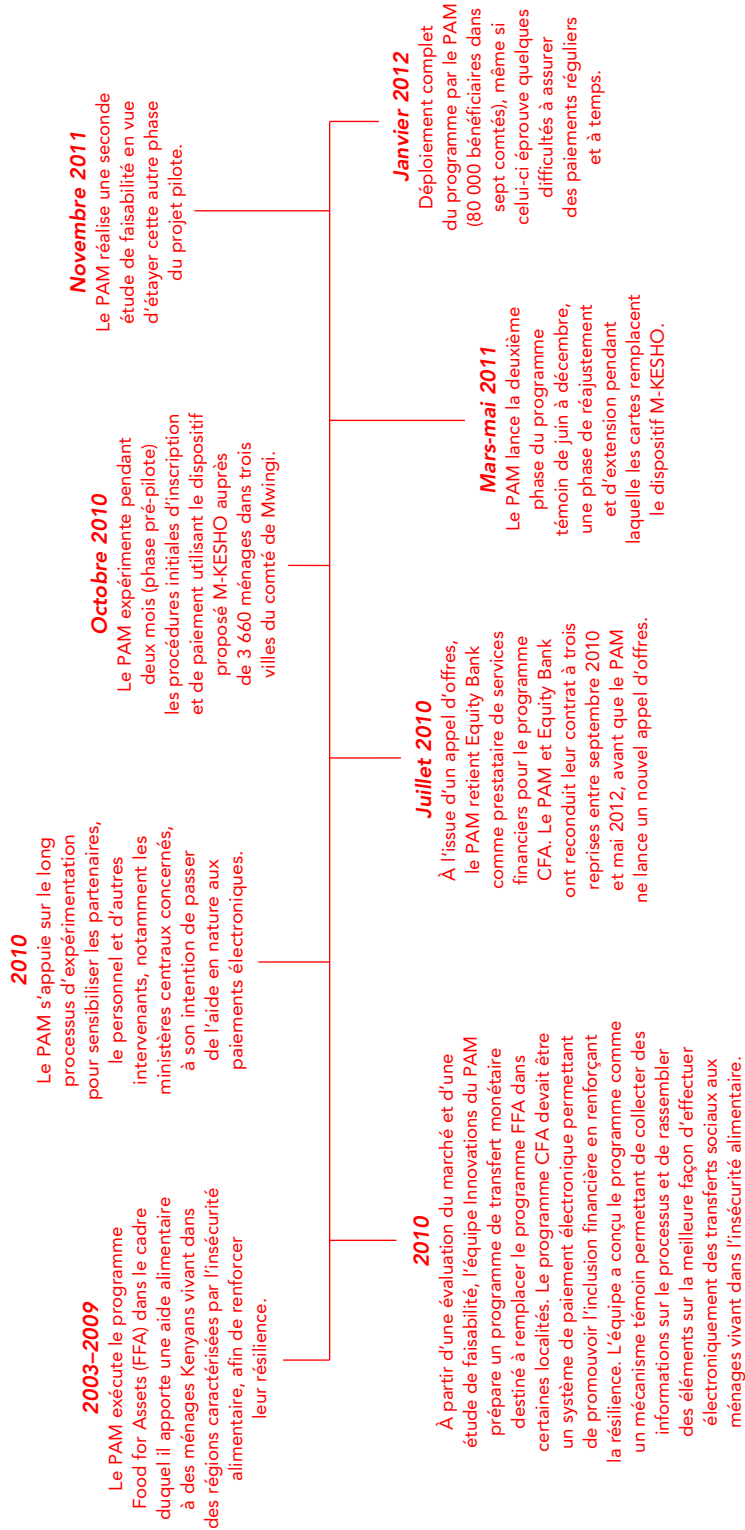 2003–2009
Le PAM exécute le programme
Food for Assets (FFA) dans le cadre
duquel il apporte une aide alimentaire
à des ménages Kenyans vivant dans
des régions caractérisées par l'insécurité
alimentaire, afin de renforcer
leur résilience.
2010
À partir d'une évaluation du marché et d'une
étude de faisabilité, l'équipe Innovations du PAM
prépare un programme de transfert monétaire
destiné à remplacer le programme FFA dans
certaines localités. Le programme CFA devait être
un système de paiement électronique permettant
de promouvoir l'inclusion financière en renforçant
la résilience. L'équipe a conçu le programme comme
un mécanisme témoin permettant de collecter des
informations sur le processus et de rassembler
des éléments sur la meilleure façon d'effectuer
électroniquement des transferts sociaux aux
ménages vivant dans l'insécurité alimentaire.
2010
Le PAM s'appuie sur le long
processus d'expérimentation
pour sensibiliser les partenaires,
le personnel et d'autres
intervenants, notamment les
ministères centraux concernés,
à son intention de passer
de l'aide en nature aux
paiements électroniques.
Juillet 2010
À l'issue d'un appel d'offres,
le PAM retient Equity Bank
comme prestataire de services
financiers pour le programme
CFA. Le PAM et Equity Bank
ont reconduit leur contrat à trois
reprises entre septembre 2010
et mai 2012, avant que le PAM
ne lance un nouvel appel d'offres.
Octobre 2010
Le PAM expérimente pendant
deux mois (phase pré-pilote)
les procédures initiales d'inscription
et de paiement utilisant le dispositif
proposé M-KESHO auprès
de 3 660 ménages dans trois
villes du comté de Mwingi.
Mars-mai 2011
Le PAM lance la deuxième
phase du programme
témoin de juin à décembre,
une phase de réajustement
et d'extension pendant
laquelle les cartes remplacent
le dispositif M-KESHO.
Novembre 2011
Le PAM réalise une seconde
étude de faisabilité en vue
d'étayer cette autre phase
du projet pilote.
Janvier 2012
Déploiement complet
du programme par le PAM
(80 000 bénéficiaires dans
sept comtés), même si
celui-ci éprouve quelques
difficultés à assurer
des paiements réguliers
et à temps.